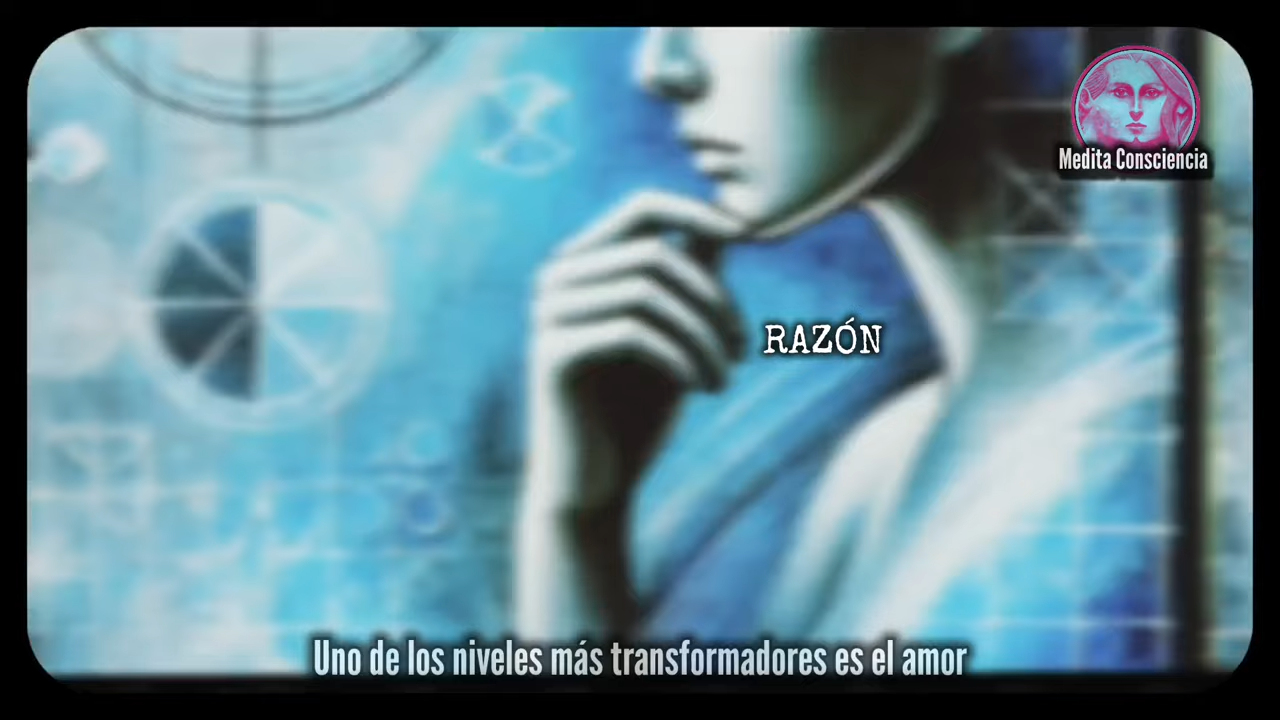 Medita Consciencia
RAZÓN
Uno de los niveles más transformadores es el amor